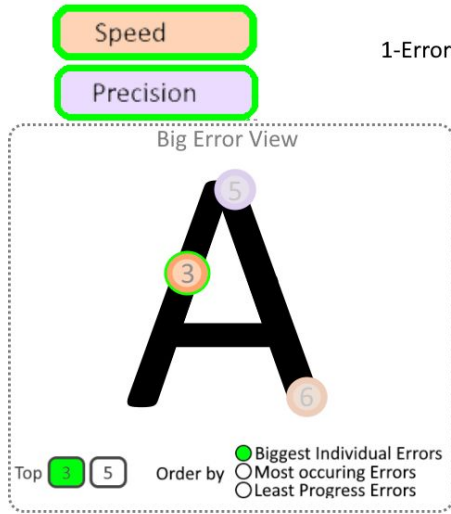 Speed
1-Error
Precision
Big Error View
A
5
3
6
Top 3 5
Order by
Biggest Individual Errors
Most occuring Errors
Least Progress Errors